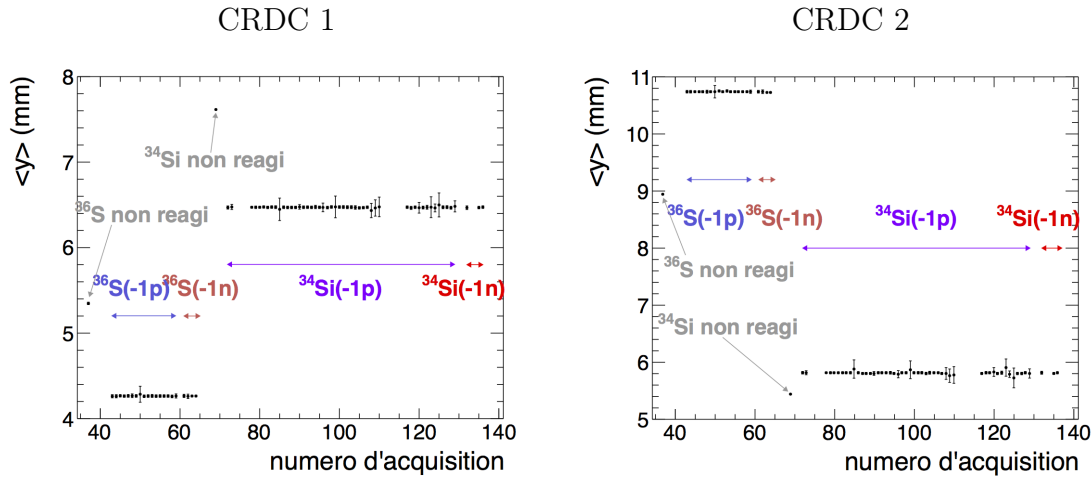 CRDC 1
<y> (mm)
8
7
6
5
4
³⁴Si non reagi
³⁶S non reagi
³⁶S(-1p)
³⁶S(-1n)
³⁴Si(-1p)
³⁴Si(-1n)
40 60 80 100 120 140
numero d'acquisition
CRDC 2
<y> (mm)
11
10
9
8
7
6
5
³⁶S(-1p)
³⁶S(-1n)
³⁴Si(-1p)
³⁴Si(-1n)
³⁶S non reagi
³⁴Si non reagi
40 60 80 100 120 140
numero d'acquisition